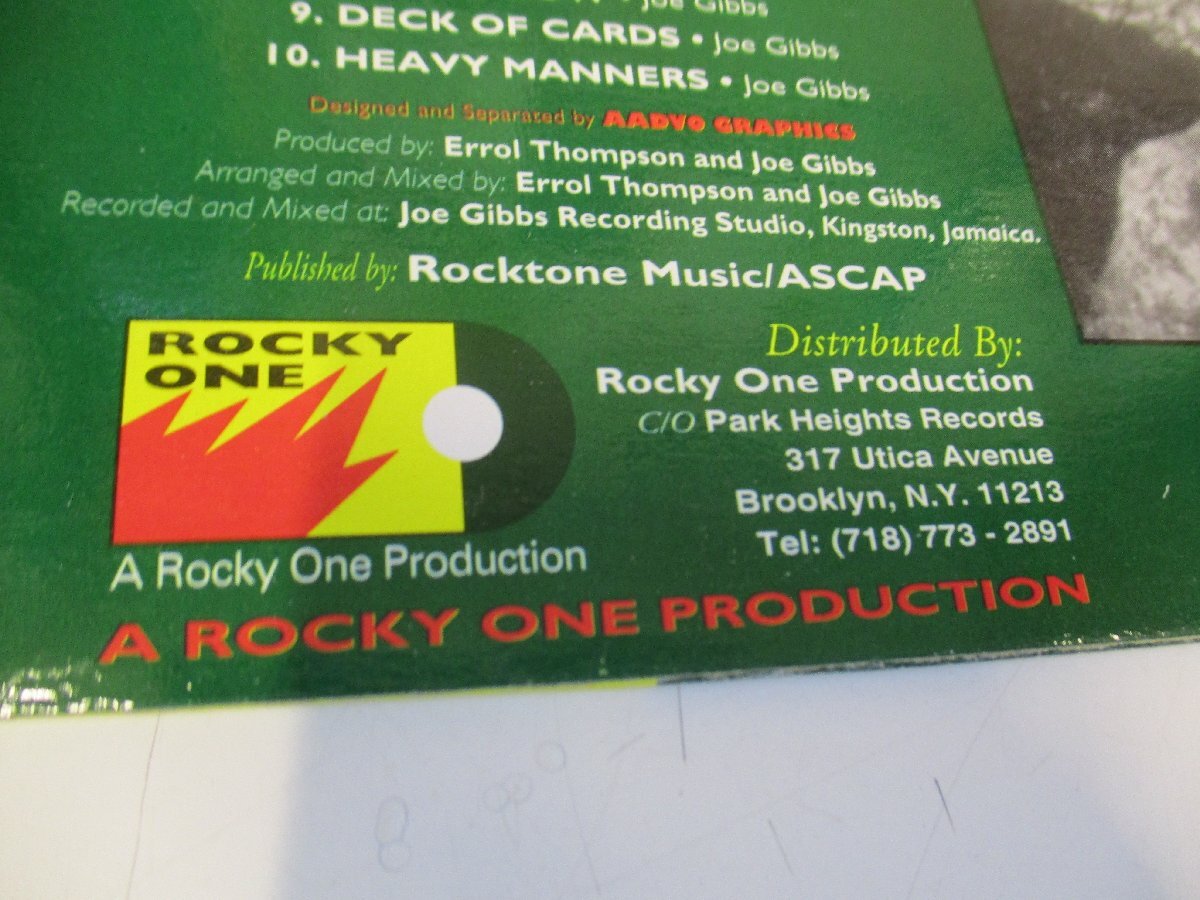 • Joe Gibbs
9. DECK OF CARDS • Joe Gibbs
10. HEAVY MANNERS • Joe Gibbs
Designed and Separated by AADVO GRAPHICS
Produced by: Errol Thompson and Joe Gibbs
Arranged and Mixed by: Errol Thompson and Joe Gibbs
Recorded and Mixed at: Joe Gibbs Recording Studio, Kingston, Jamaica.
Published by: Rocktone Music/ASCAP
ROCKY
ONE
A Rocky One Production
Distributed By:
Rocky One Production
C/O Park Heights Records
317 Utica Avenue
Brooklyn, N.Y. 11213
Tel: (718) 773 - 2891
A ROCKY ONE PRODUCTION